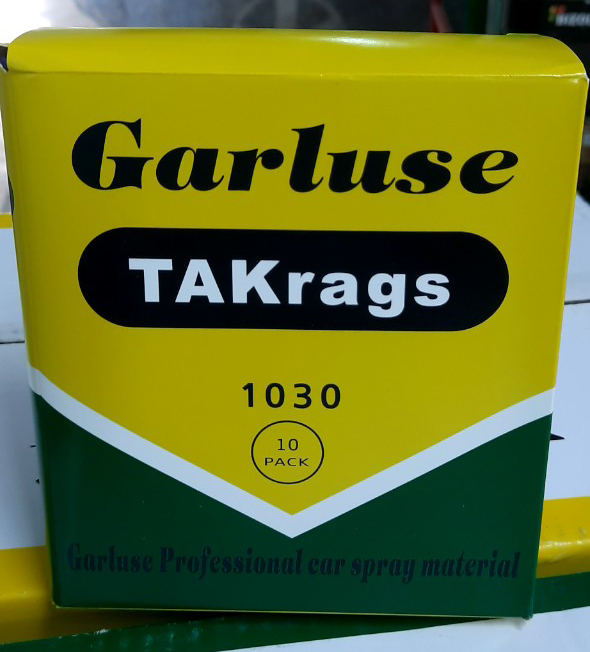 Garluse
TAKrags
1030
10
PACK
Garluse Professional car spray material